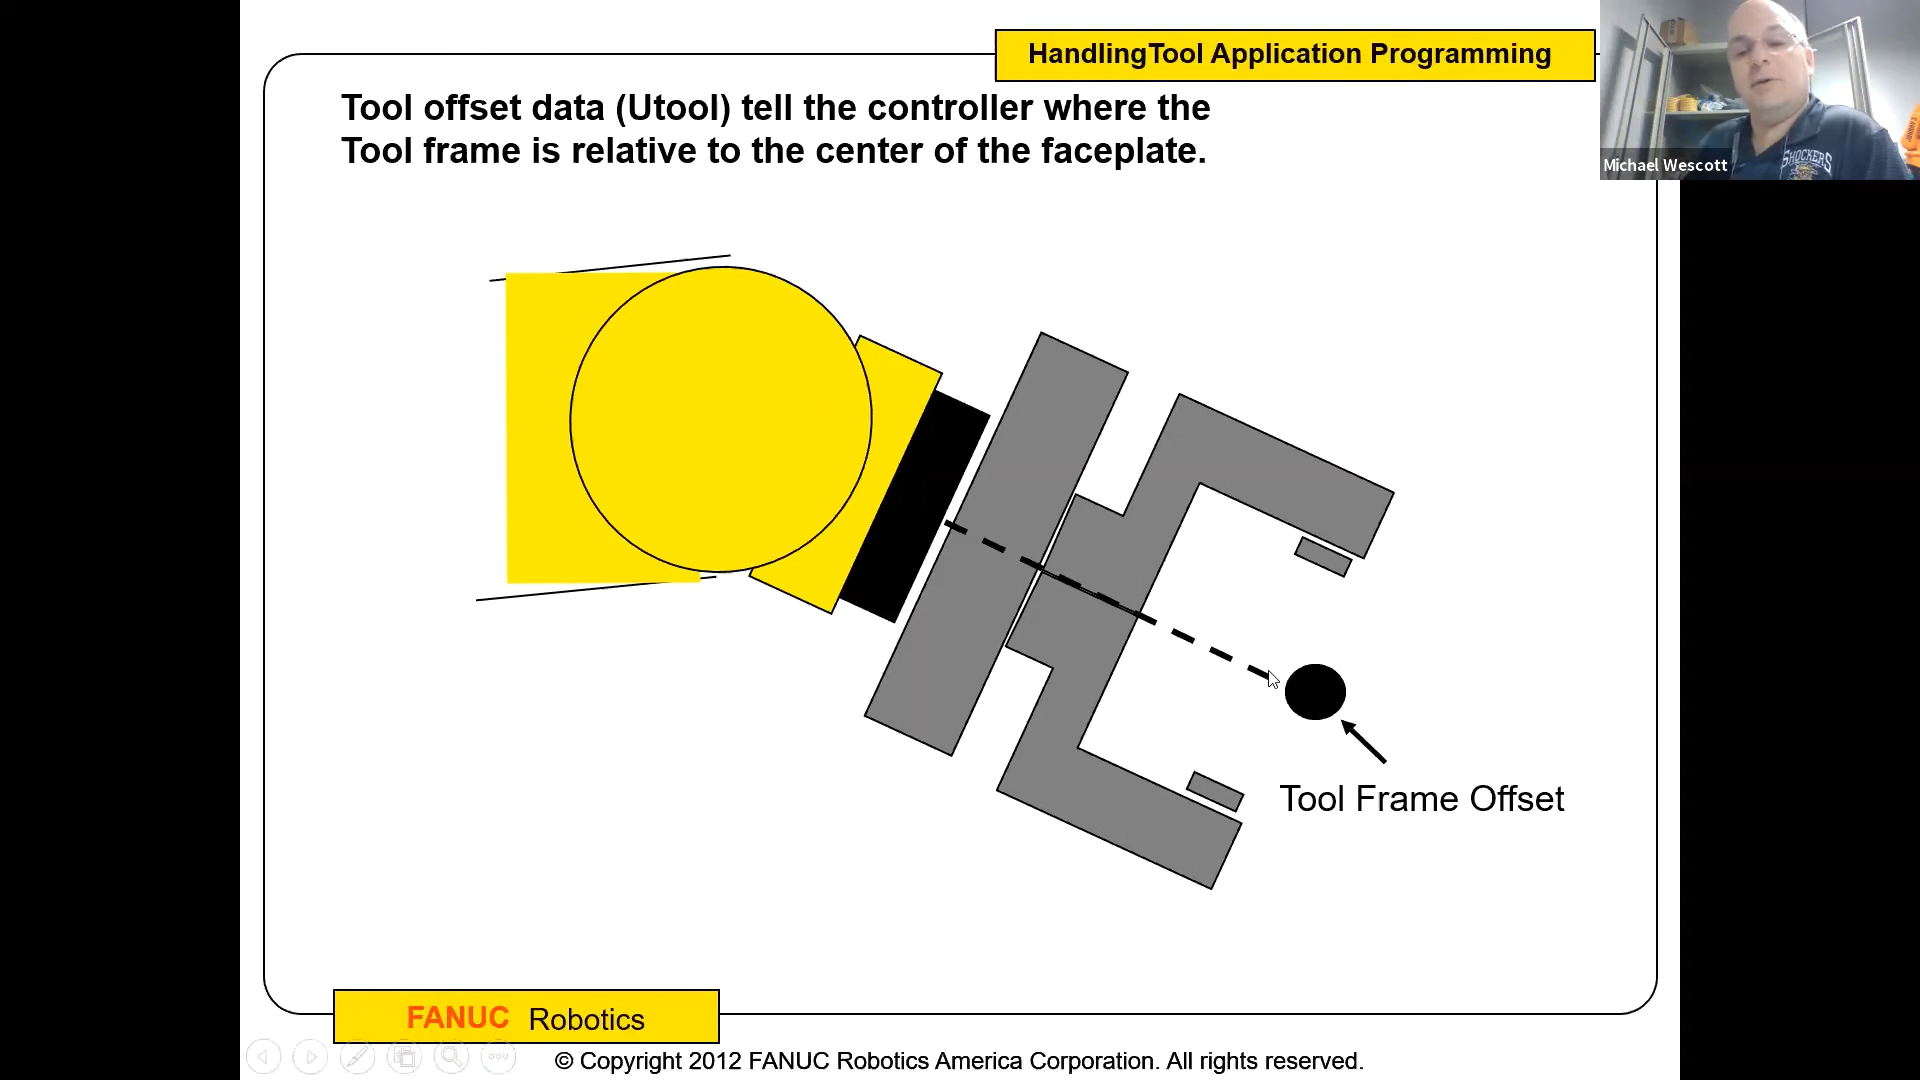 HandlingTool Application Programming
Tool offset data (Utool) tell the controller where the
Tool frame is relative to the center of the faceplate.
SHOCKERS
Michael Wescott
Tool Frame Offset
FANUC Robotics
© Copyright 2012 FANUC Robotics America Corporation. All rights reserved.